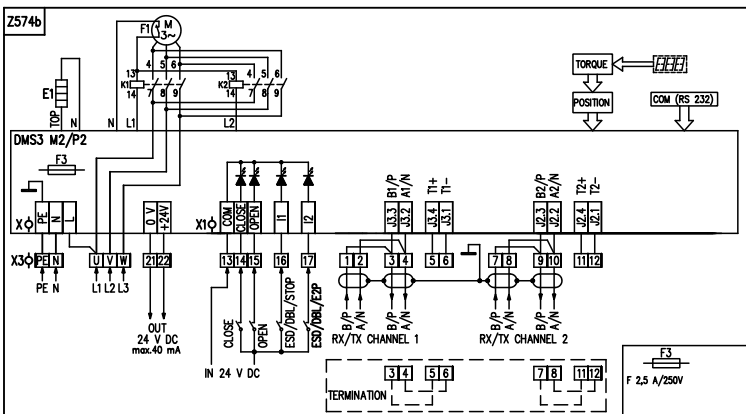 Z574b
F1
M
3~
13
4 5 6
K1
14
7 8 9
13
4 5 6
K2
14
7 8 9
E1
TOP
N
N
L1
L2
TORQUE
POSITION
COM (RS 232)
DMS3 M2/P2
F3
X
PE
N
L
0 V
+24V
X1
COM
CLOSE
OPEN
I1
I2
J3.3
J3.2
B1/P
A1/N
J3.4
J3.1
T1+
T1-
J2.3
J2.2
B2/P
A2/N
J2.4
J2.1
T2+
T2-
X3
PE N
U V W
21 22
13 14 15
16
17
1 2
3 4
5 6
7 8
9 10
11 12
PE N
L1 L2 L3
OUT
24 V DC
max.40 mA
CLOSE
OPEN
ESD/DBL/STOP
ESD/DBL/E2P
IN 24 V DC
B/P
A/N
B/P
A/N
RX/TX CHANNEL 1
B/P
A/N
B/P
A/N
RX/TX CHANNEL 2
TERMINATION
3 4
5 6
7 8
11 12
F3
F 2,5 A/250V